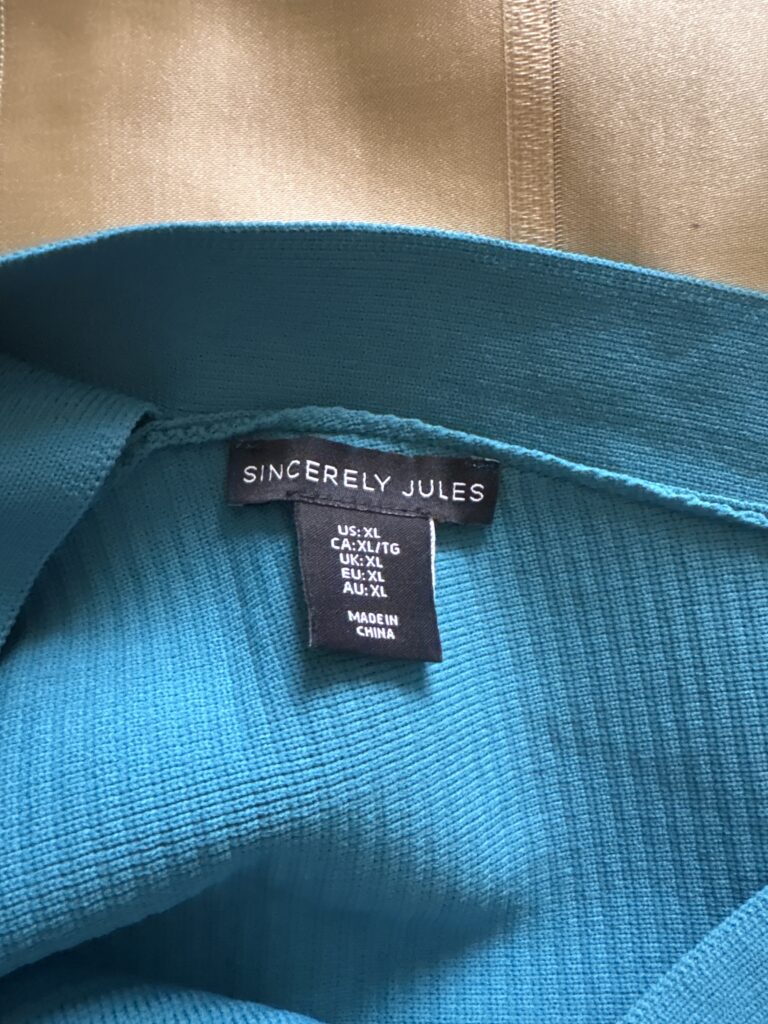 SINCERELY JULES
US: XL
CA: XL/TG
UK: XL
EU: XL
AU: XL
MADE IN
CHINA